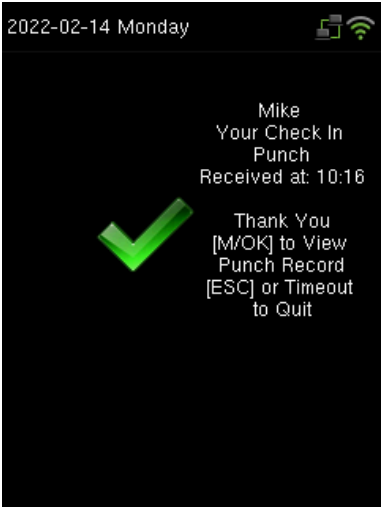 2022-02-14 Monday
Mike
Your Check In
Punch
Received at: 10:16
Thank You
[M/OK] to View
Punch Record
[ESC] or Timeout
to Quit